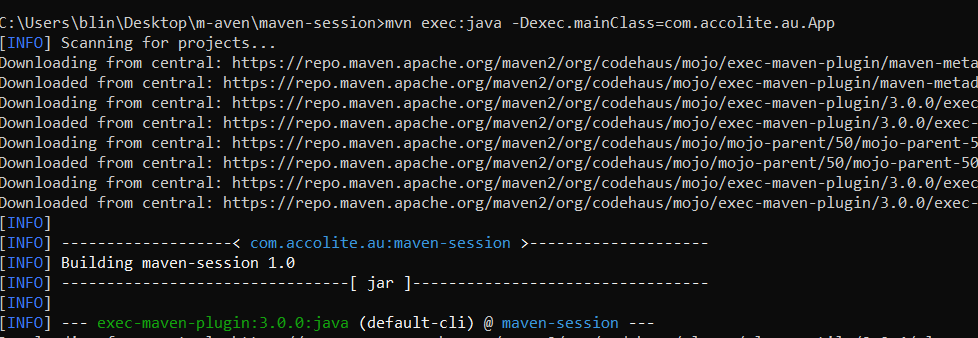 C:\Users\blin\Desktop\m-aven\maven-session>mvn exec:java -Dexec.mainClass=com.accolite.au.App
[INFO] Scanning for projects...
Downloading from central: https://repo.maven.apache.org/maven2/org/codehaus/mojo/exec-maven-plugin/maven-meta
Downloaded from central: https://repo.maven.apache.org/maven2/org/codehaus/mojo/exec-maven-plugin/maven-metad
Downloading from central: https://repo.maven.apache.org/maven2/org/codehaus/mojo/exec-maven-plugin/3.0.0/exec
Downloaded from central: https://repo.maven.apache.org/maven2/org/codehaus/mojo/exec-maven-plugin/3.0.0/exec-
Downloading from central: https://repo.maven.apache.org/maven2/org/codehaus/mojo/mojo-parent/50/mojo-parent-5
Downloaded from central: https://repo.maven.apache.org/maven2/org/codehaus/mojo/mojo-parent/50/mojo-parent-50
Downloading from central: https://repo.maven.apache.org/maven2/org/codehaus/mojo/exec-maven-plugin/3.0.0/exec
Downloaded from central: https://repo.maven.apache.org/maven2/org/codehaus/mojo/exec-maven-plugin/3.0.0/exec-
[INFO]
[INFO] -------------------< com.accolite.au:maven-session >--------------------
[INFO] Building maven-session 1.0
[INFO] --------------------------------[ jar ]---------------------------------
[INFO]
[INFO] --- exec-maven-plugin:3.0.0:java (default-cli) @ maven-session ---